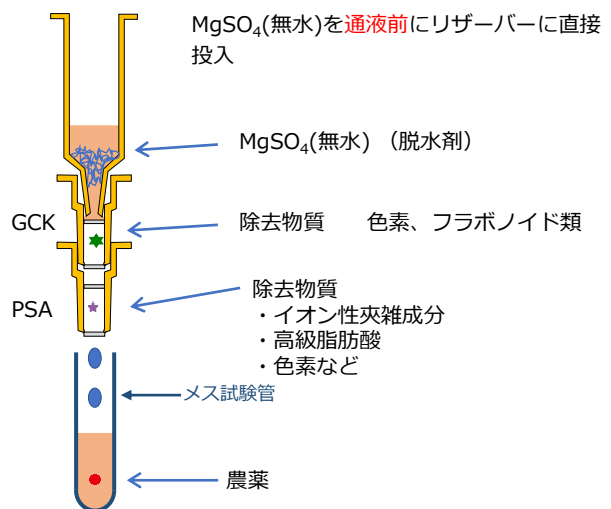 MgSO₄(無水)を通液前にリザーバーに直接
投入
MgSO₄(無水) （脱水剤）
GCK
除去物質　　色素、フラボノイド類
PSA
除去物質
・イオン性夾雑成分
・高級脂肪酸
・色素など
メス試験管
農薬